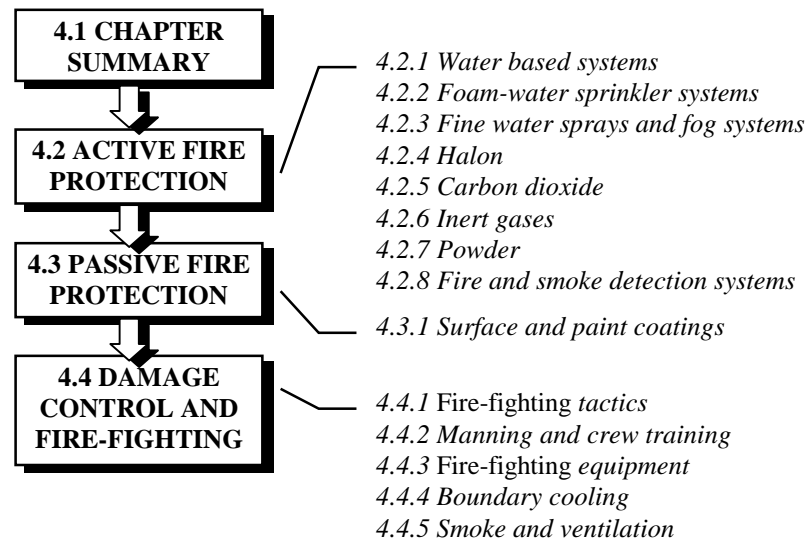 4.1 CHAPTER
SUMMARY
4.2 ACTIVE FIRE
PROTECTION
4.2.1 Water based systems
4.2.2 Foam-water sprinkler systems
4.2.3 Fine water sprays and fog systems
4.2.4 Halon
4.2.5 Carbon dioxide
4.2.6 Inert gases
4.2.7 Powder
4.2.8 Fire and smoke detection systems
4.3 PASSIVE FIRE
PROTECTION
4.3.1 Surface and paint coatings
4.4 DAMAGE
CONTROL AND
FIRE-FIGHTING
4.4.1 Fire-fighting tactics
4.4.2 Manning and crew training
4.4.3 Fire-fighting equipment
4.4.4 Boundary cooling
4.4.5 Smoke and ventilation